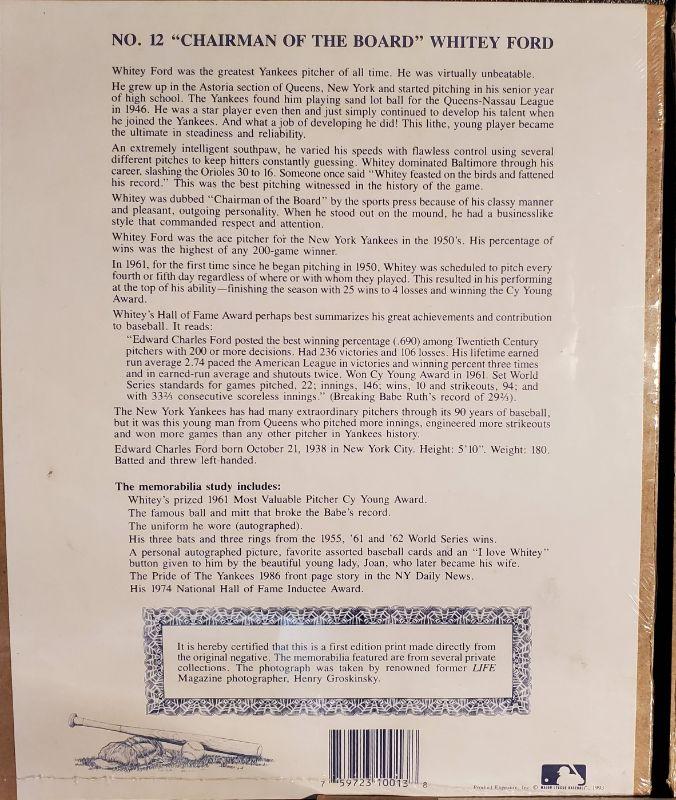 NO. 12 "CHAIRMAN OF THE BOARD" WHITEY FORD
Whitey Ford was the greatest Yankees pitcher of all time. He was virtually unbeatable.
He grew up in the Astoria section of Queens, New York and started pitching in his senior year
of high school. The Yankees found him playing sand lot ball for the Queens-Nassau League
in 1946. He was a star player even then and just simply continued to develop his talent when
he joined the Yankees. And what a job of developing he did! This lithe, young player became
the ultimate in steadiness and reliability.
An extremely intelligent southpaw, he varied his speeds with flawless control using several
different pitches to keep hitters constantly guessing. Whitey dominated Baltimore through his
career, slashing the Orioles 30 to 16. Someone once said "Whitey feasted on the birds and fattened
his record." This was the best pitching witnessed in the history of the game.
Whitey was dubbed "Chairman of the Board" by the sports press because of his classy manner
and pleasant, outgoing personality. When he stood out on the mound, he had a businesslike
style that commanded respect and attention.
Whitey Ford was the ace pitcher for the New York Yankees in the 1950's. His percentage of
wins was the highest of any 200-game winner.
In 1961, for the first time since he began pitching in 1950, Whitey was scheduled to pitch every
fourth or fifth day regardless of where or with whom they played. This resulted in his performing
at the top of his ability—finishing the season with 25 wins to 4 losses and winning the Cy Young
Award.
Whitey's Hall of Fame Award perhaps best summarizes his great achievements and contribution
to baseball. It reads:
"Edward Charles Ford posted the best winning percentage (.690) among Twentieth Century
pitchers with 200 or more decisions. Had 236 victories and 106 losses. His lifetime earned
run average 2.74 paced the American League in victories and winning percent three times
and in earned-run average and shutouts twice. Won Cy Young Award in 1961. Set World
Series standards for games pitched, 22; innings, 146; wins, 10 and strikeouts, 94; and
with 33⅔ consecutive scoreless innings." (Breaking Babe Ruth's record of 29⅔).
The New York Yankees has had many extraordinary pitchers through its 90 years of baseball,
but it was this young man from Queens who pitched more innings, engineered more strikeouts
and won more games than any other pitcher in Yankees history.
Edward Charles Ford born October 21, 1938 in New York City. Height: 5'10". Weight: 180.
Batted and threw left-handed.
The memorabilia study includes:
Whitey's prized 1961 Most Valuable Pitcher Cy Young Award.
The famous ball and mitt that broke the Babe's record.
The uniform he wore (autographed).
His three bats and three rings from the 1955, '61 and '62 World Series wins.
A personal autographed picture, favorite assorted baseball cards and an "I love Whitey"
button given to him by the beautiful young lady, Joan, who later became his wife.
The Pride of The Yankees 1986 front page story in the NY Daily News.
His 1974 National Hall of Fame Inductee Award.
It is hereby certified that this is a first edition print made directly from
the original negative. The memorabilia featured are from several private
collections. The photograph was taken by renowned former LIFE
Magazine photographer, Henry Groskinsky.
7 59723 10013 8
Inc. © MAJOR LEAGUE BASEBALL 1993